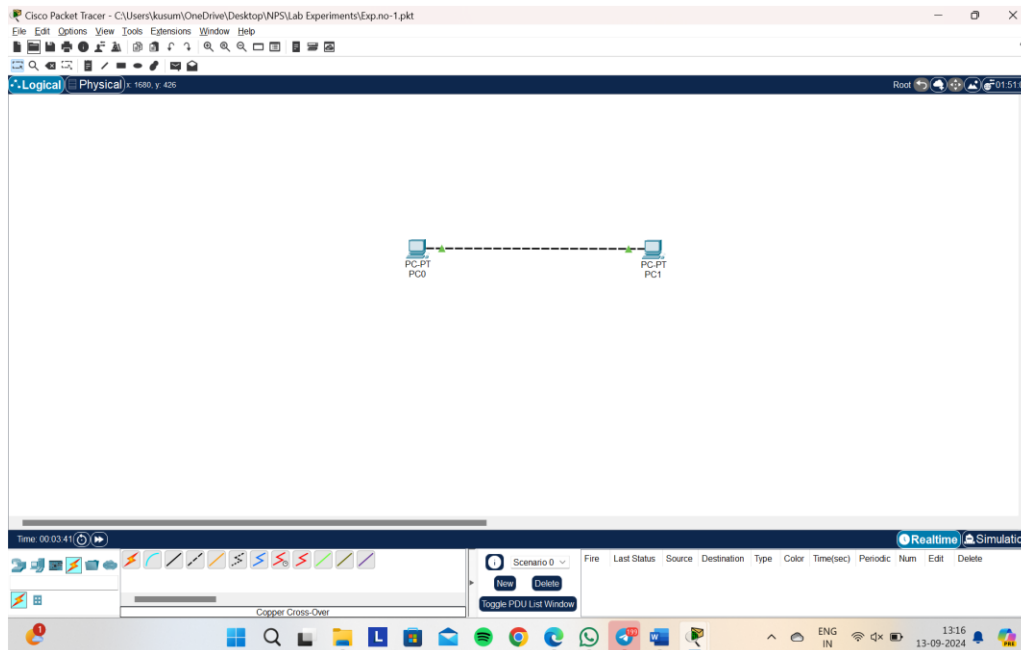 Cisco Packet Tracer - C:\Users\kusum\OneDrive\Desktop\NPS\Lab Experiments\Exp.no-1.pkt
File Edit Options View Tools Extensions Window Help
Logical Physical x: 1680, y: 426 Root 01:51:
PC-PT
PC0
PC-PT
PC1
Time: 00:03:41 Realtime Simulatio
Scenario 0 Fire Last Status Source Destination Type Color Time(sec) Periodic Num Edit Delete
New Delete
Toggle PDU List Window
Copper Cross-Over
ENG
IN
13:16
13-09-2024